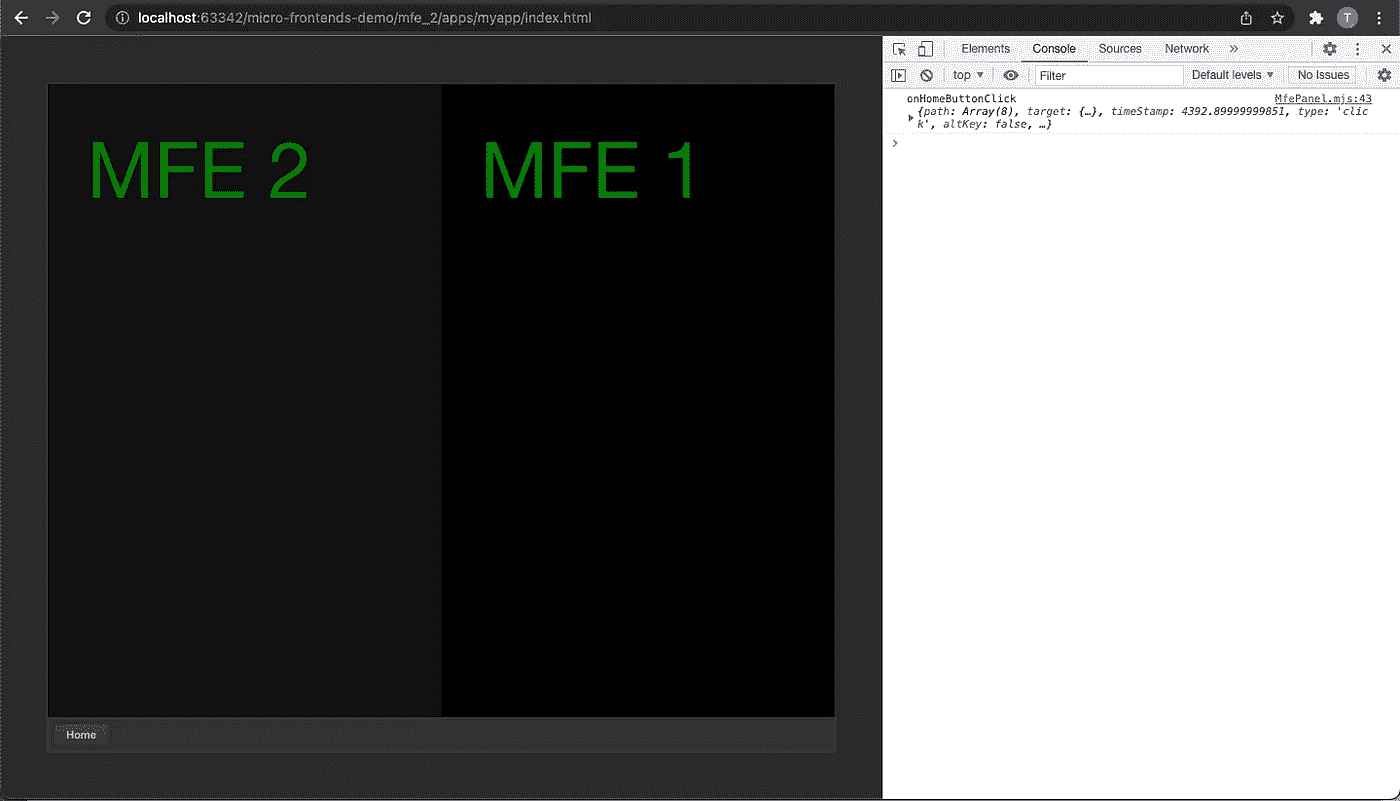 localhost:63342/micro-frontends-demo/mfe_2/apps/myapp/index.html
T
Elements Console Sources Network »
top ▼ Filter Default levels ▼ No Issues
onHomeButtonClick MfePanel.mjs:43
{path: Array(8), target: {…}, timeStamp: 4392.89999999851, type: 'clic
k', altKey: false, …}
MFE 2 MFE 1
Home